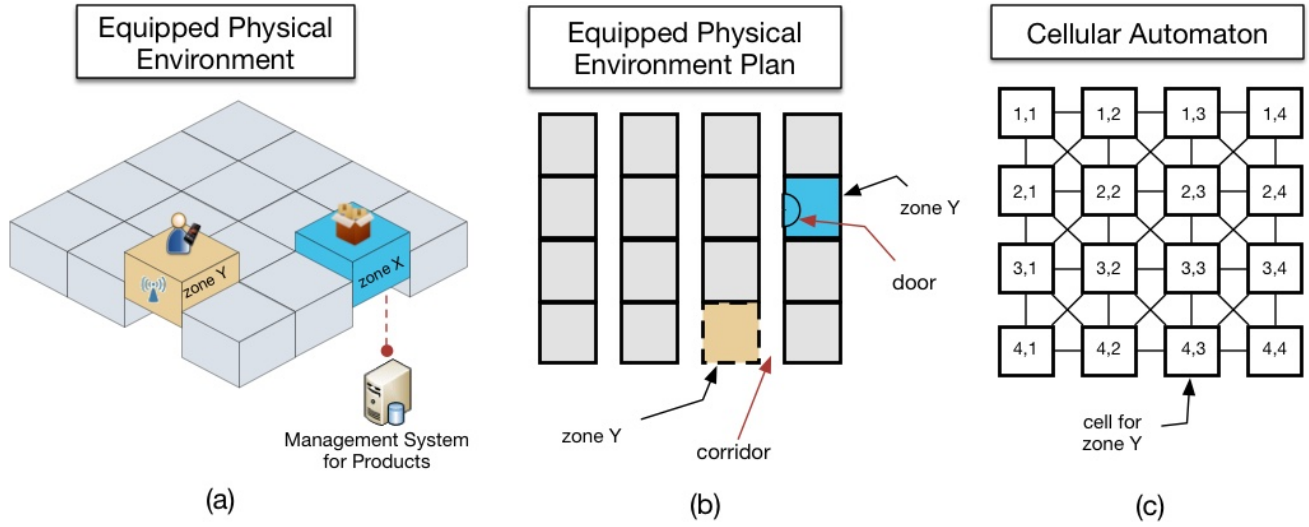 Equipped Physical
Environment
zone Y
zone X
Management System
for Products
(a)
Equipped Physical
Environment Plan
zone Y
door
zone Y
corridor
(b)
Cellular Automaton
1,1 1,2 1,3 1,4
2,1 2,2 2,3 2,4
3,1 3,2 3,3 3,4
4,1 4,2 4,3 4,4
cell for
zone Y
(c)